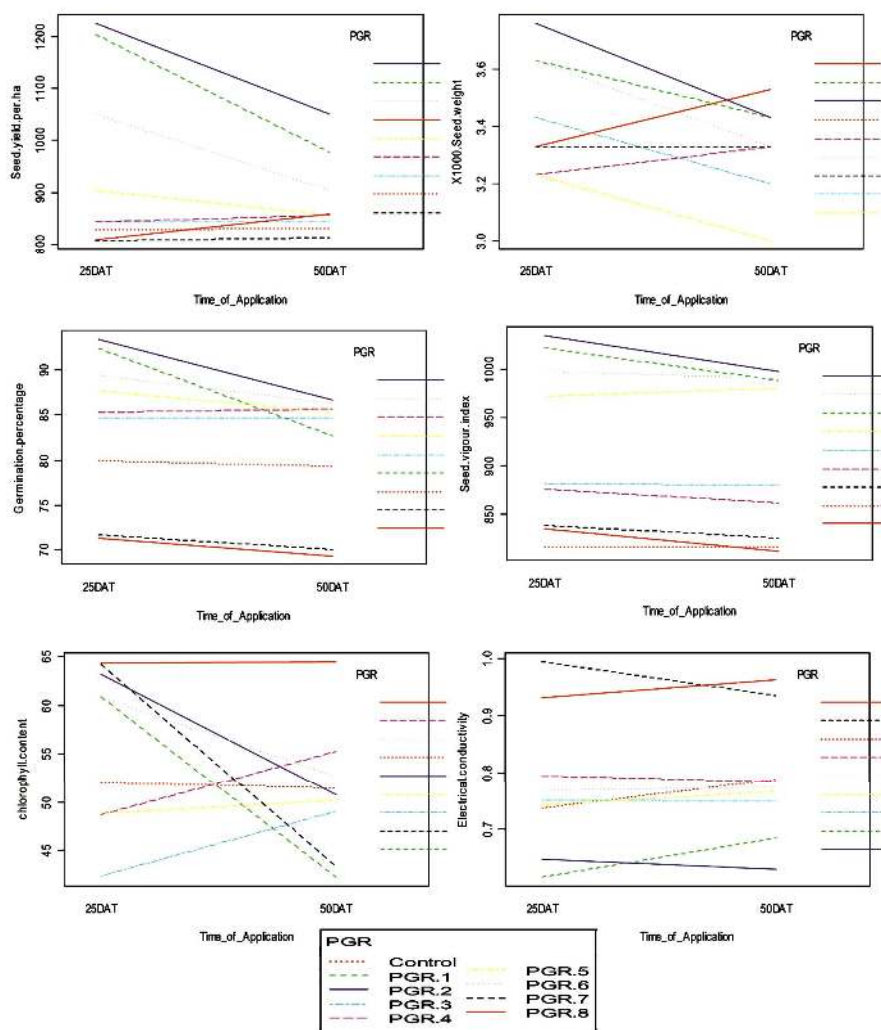 PGR
Seed.yield.per.ha
800 900 1000 1100 1200
25DAT 50DAT
Time_of_Application
PGR
X1000.Seed.weight
3.0 3.2 3.4 3.6
25DAT 50DAT
Time_of_Application
PGR
Germination.percentage
70 75 80 85 90
25DAT 50DAT
Time_of_Application
PGR
Seed.vigour.index
850 900 950 1000
25DAT 50DAT
Time_of_Application
PGR
chlorophyll.content
45 50 55 60 65
25DAT 50DAT
Time_of_Application
PGR
Electrical.conductivity
0.7 0.8 0.9 1.0
25DAT 50DAT
Time_of_Application
PGR
Control
PGR.1
PGR.2
PGR.3
PGR.4
PGR.5
PGR.6
PGR.7
PGR.8